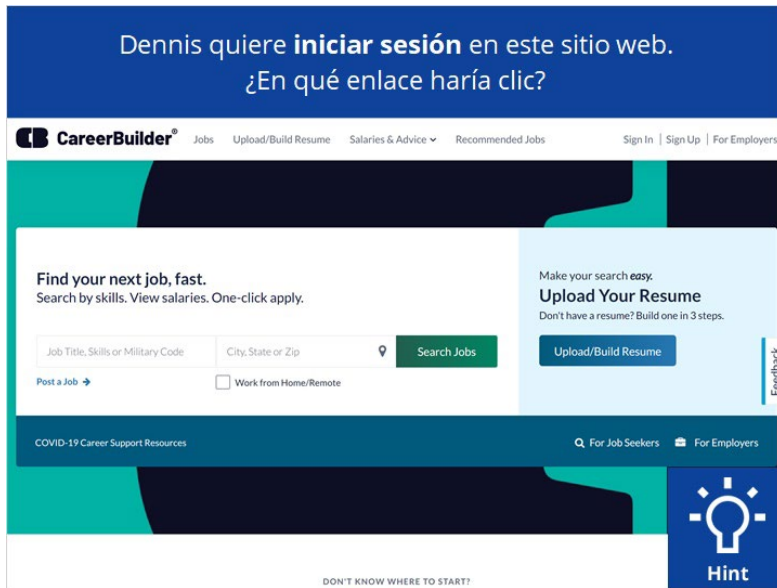 Dennis quiere iniciar sesión en este sitio web.
¿En qué enlace haría clic?
CB CareerBuilder® Jobs Upload/Build Resume Salaries & Advice Recommended Jobs Sign In | Sign Up | For Employers
Find your next job, fast.
Search by skills. View salaries. One-click apply.
Job Title, Skills or Military Code
City, State or Zip
Search Jobs
Post a Job
Work from Home/Remote
Make your search easy.
Upload Your Resume
Don't have a resume? Build one in 3 steps.
Upload/Build Resume
Feedback
COVID-19 Career Support Resources
For Job Seekers
For Employers
Hint
DON'T KNOW WHERE TO START?